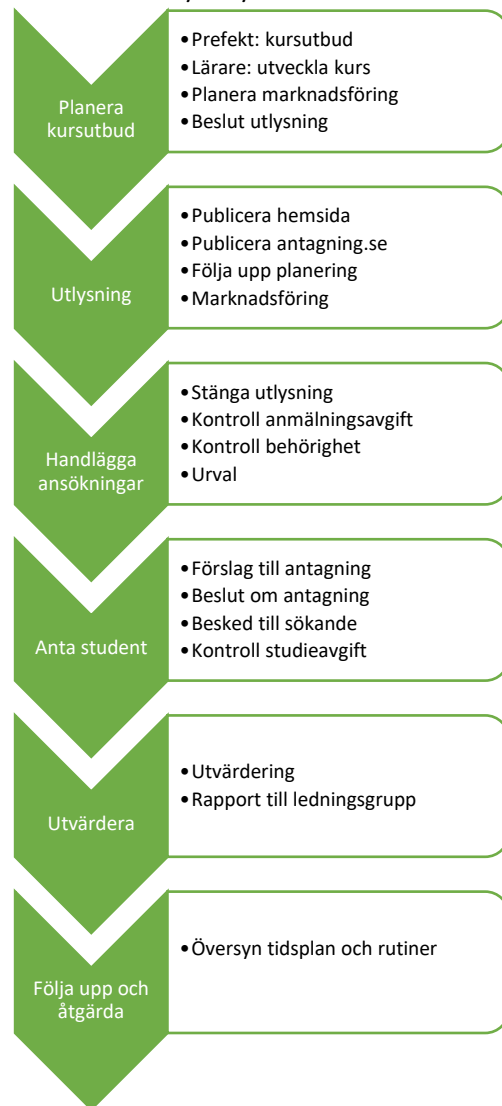 Planera
kursutbud
•Prefekt: kursutbud
•Lärare: utveckla kurs
•Planera marknadsföring
•Beslut utlysning
Utlysning
•Publicera hemsida
•Publicera antagning.se
•Följa upp planering
•Marknadsföring
Handlägga
ansökningar
•Stänga utlysning
•Kontroll anmälningsavgift
•Kontroll behörighet
•Urval
Anta student
•Förslag till antagning
•Beslut om antagning
•Besked till sökande
•Kontroll studieavgift
Utvärdera
•Utvärdering
•Rapport till ledningsgrupp
Följa upp och
åtgärda
•Översyn tidsplan och rutiner